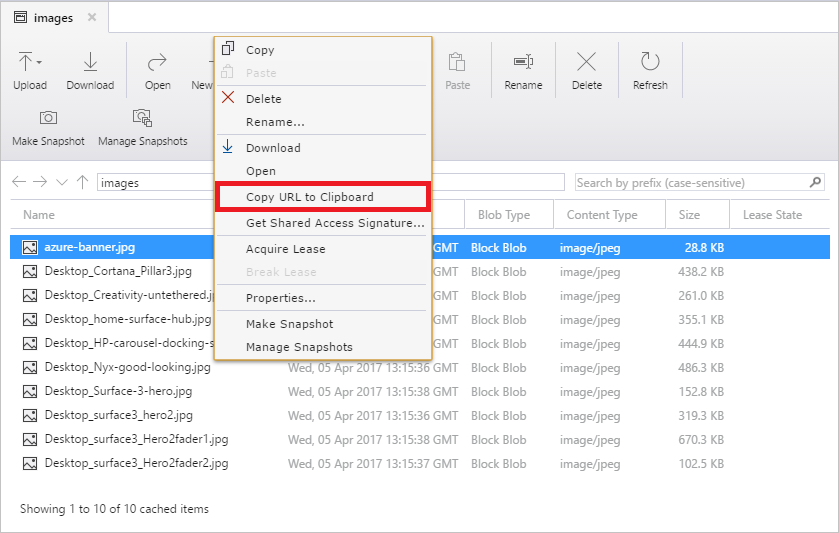 images
Upload
Download
Open
New
Paste
Rename
Delete
Refresh
Make Snapshot
Manage Snapshots
Copy
Paste
Delete
Rename...
Download
Open
Copy URL to Clipboard
Get Shared Access Signature...
Acquire Lease
Break Lease
Properties...
Make Snapshot
Manage Snapshots
images
Search by prefix (case-sensitive)
Name Blob Type Content Type Size Lease State
azure-banner.jpg GMT Block Blob image/jpeg 28.8 KB
Desktop_Cortana_Pillar3.jpg GMT Block Blob image/jpeg 438.2 KB
Desktop_Creativity-untethered.j GMT Block Blob image/jpeg 261.0 KB
Desktop_home-surface-hub.jpg GMT Block Blob image/jpeg 355.1 KB
Desktop_HP-carousel-docking-s GMT Block Blob image/jpeg 444.9 KB
Desktop_Nyx-good-looking.jpg Wed, 05 Apr 2017 13:15:36 GMT Block Blob image/jpeg 486.3 KB
Desktop_Surface-3-hero.jpg Wed, 05 Apr 2017 13:15:38 GMT Block Blob image/jpeg 152.8 KB
Desktop_surface3_hero2.jpg Wed, 05 Apr 2017 13:15:36 GMT Block Blob image/jpeg 319.3 KB
Desktop_surface3_Hero2fader1.jpg Wed, 05 Apr 2017 13:15:38 GMT Block Blob image/jpeg 670.3 KB
Desktop_surface3_Hero2fader2.jpg Wed, 05 Apr 2017 13:15:37 GMT Block Blob image/jpeg 102.5 KB
Showing 1 to 10 of 10 cached items